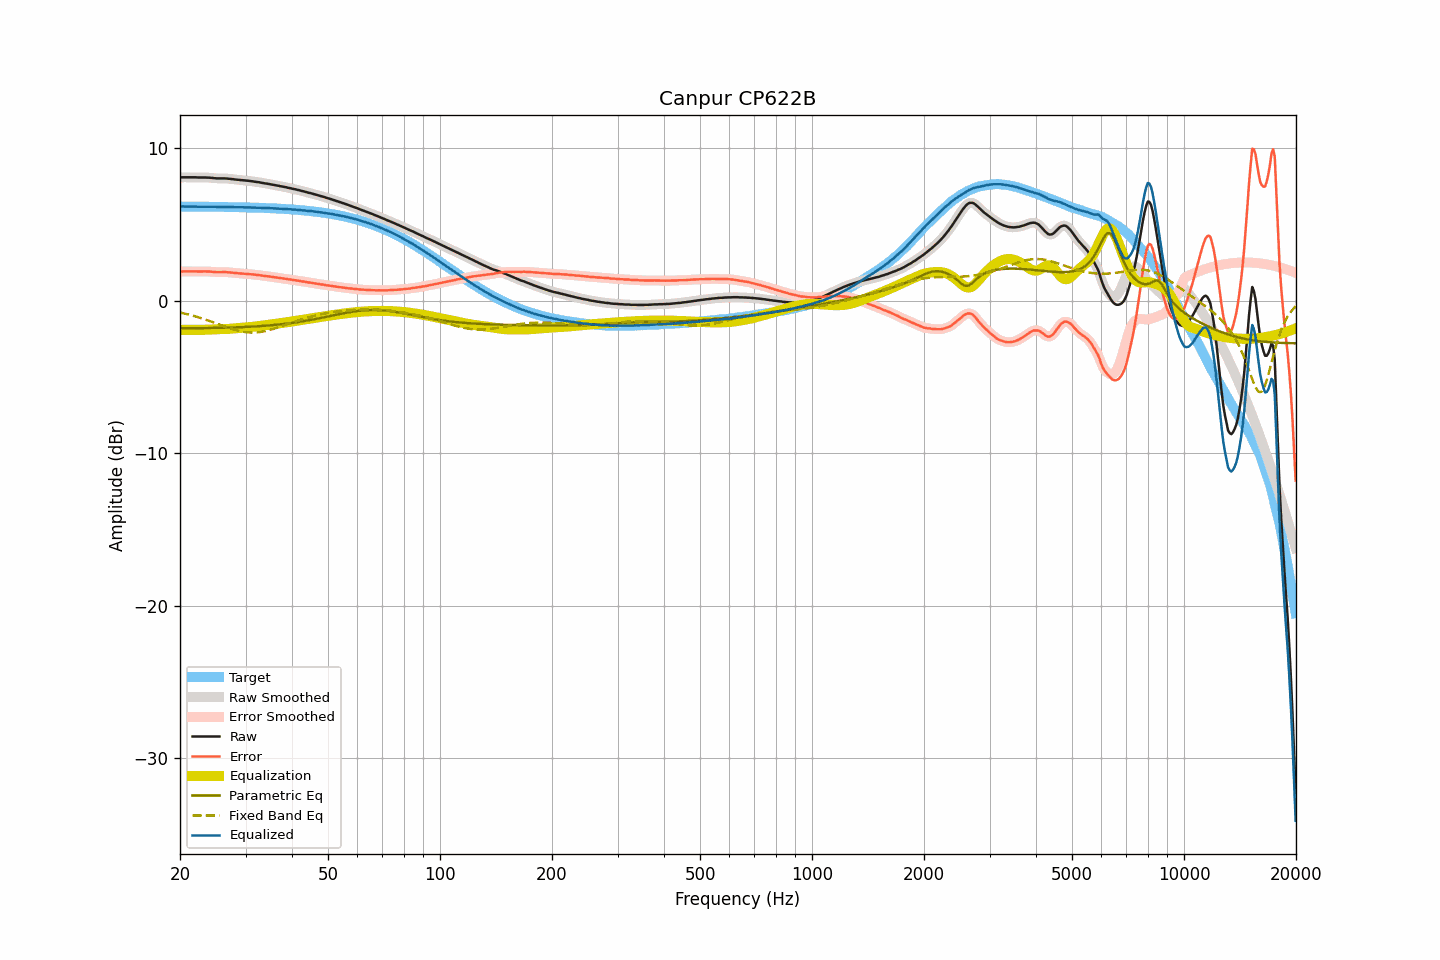 Canpur CP622B
Amplitude (dBr)
10
0
−10
−20
−30
Target
Raw Smoothed
Error Smoothed
Raw
Error
Equalization
Parametric Eq
Fixed Band Eq
Equalized
20 50 100 200 500 1000 2000 5000 10000 20000
Frequency (Hz)